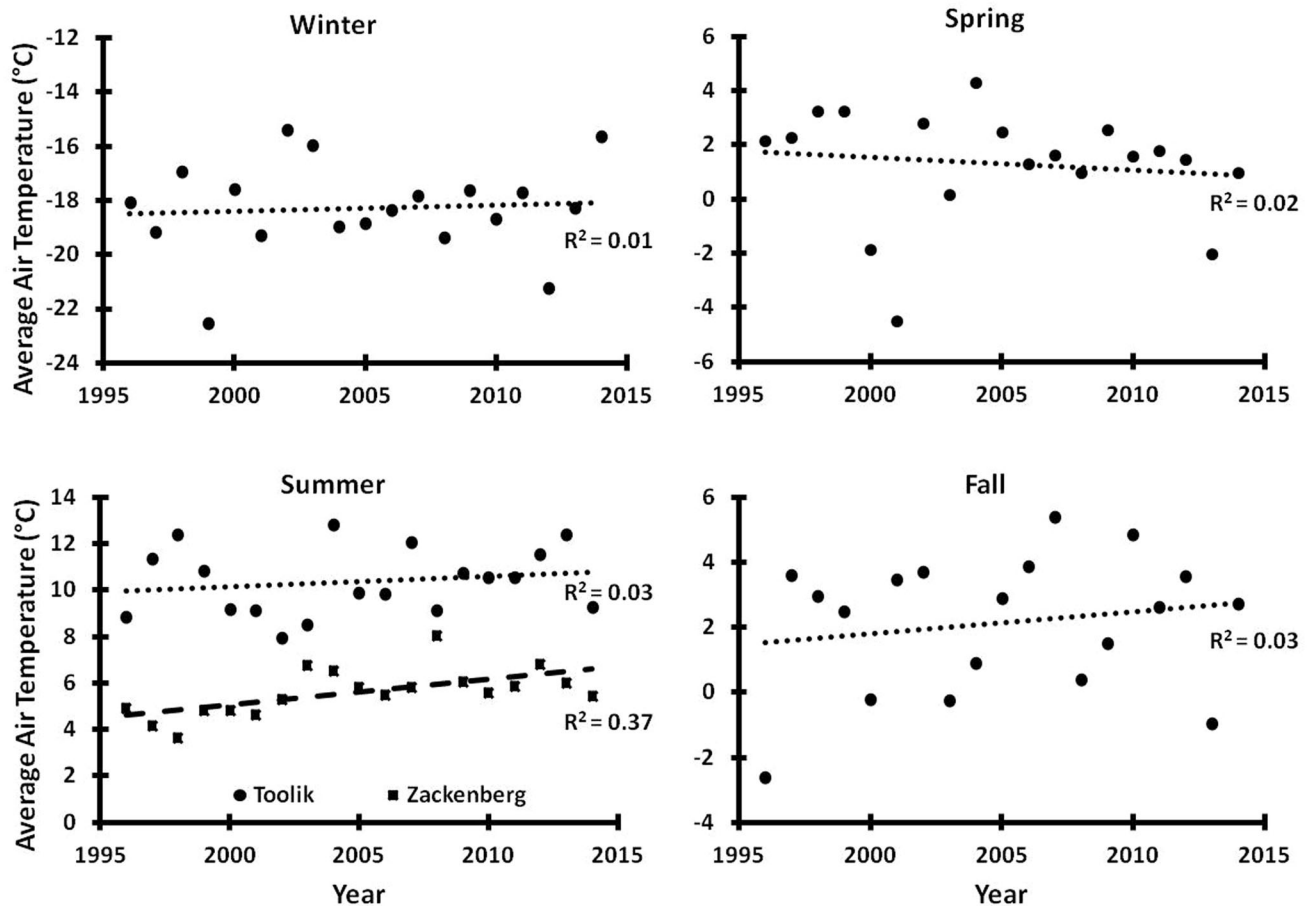 Winter
Average Air Temperature (°C)
-12
-14
-16
-18
-20
-22
-24
R² = 0.01
1995 2000 2005 2010 2015
Spring
6
4
2
0
-2
-4
-6
R² = 0.02
1995 2000 2005 2010 2015
Summer
Average Air Temperature (°C)
14
12
10
8
6
4
2
0
R² = 0.03
R² = 0.37
Toolik Zackenberg
1995 2000 2005 2010 2015
Year
Fall
6
4
2
0
-2
-4
R² = 0.03
1995 2000 2005 2010 2015
Year